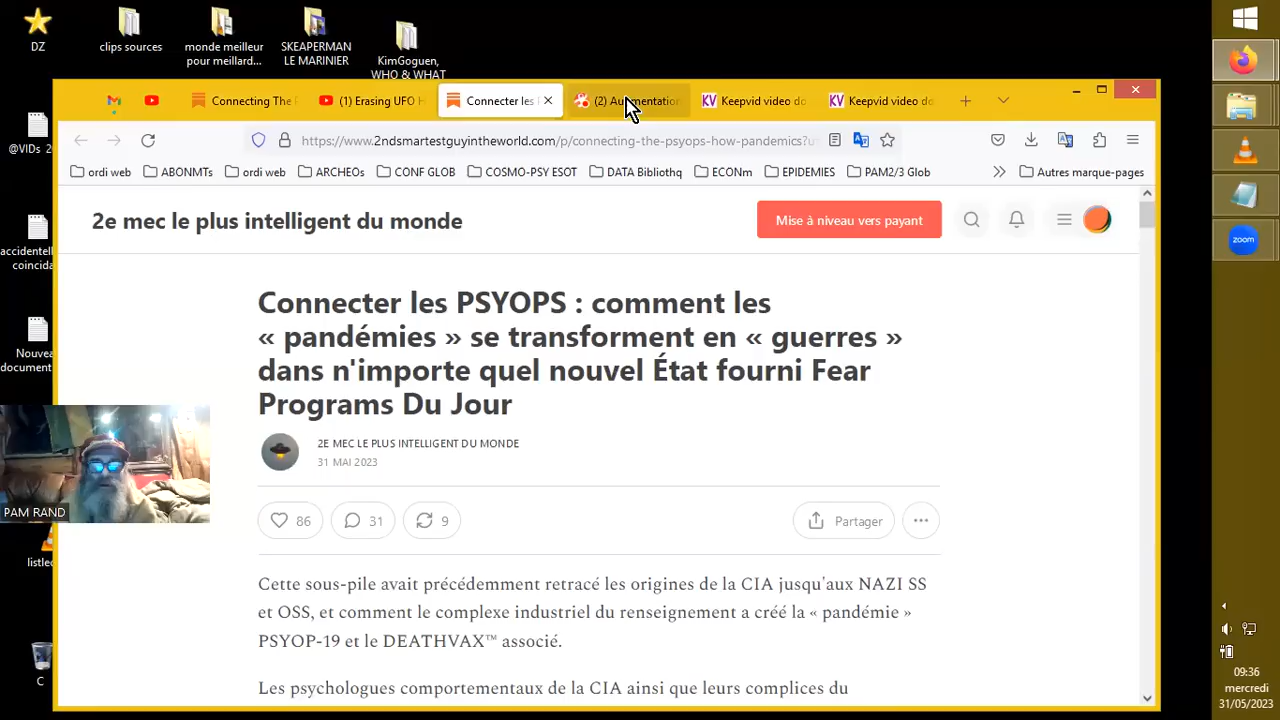 DZ
clips sources
monde meilleur
pour meillard...
SKEAPERMAN
LE MARINIER
KimGoguen,
WHO & WHAT
@VIDs
accidentell
coincida
Nouvea
document
listlec
C
Connecting The
(1) Erasing UFO
Connecter les
(2) Au mentatio
Keepvid video do
Keepvid video do
https://www.2ndsmartestguyintheworld.com/p/connecting-the-psyops-how-pandemics?u
ordi web
ABONMTs
ordi web
ARCHEOs
CONF GLOB
COSMO-PSY ESOT
DATA Bibliothq
ECONm
EPIDEMIES
PAM2/3 Glob
Autres marque-pages
2e mec le plus intelligent du monde
Mise à niveau vers payant
Connecter les PSYOPS : comment les
« pandémies » se transforment en « guerres »
dans n'importe quel nouvel État fourni Fear
Programs Du Jour
2E MEC LE PLUS INTELLIGENT DU MONDE
31 MAI 2023
86
31
9
Partager
Cette sous-pile avait précédemment retracé les origines de la CIA jusqu'aux NAZI SS
et OSS, et comment le complexe industriel du renseignement a créé la « pandémie »
PSYOP-19 et le DEATHVAX™ associé.
Les psychologues comportementaux de la CIA ainsi que leurs complices du
PAM RAND
zoom
09:36
mercredi
31/05/2023